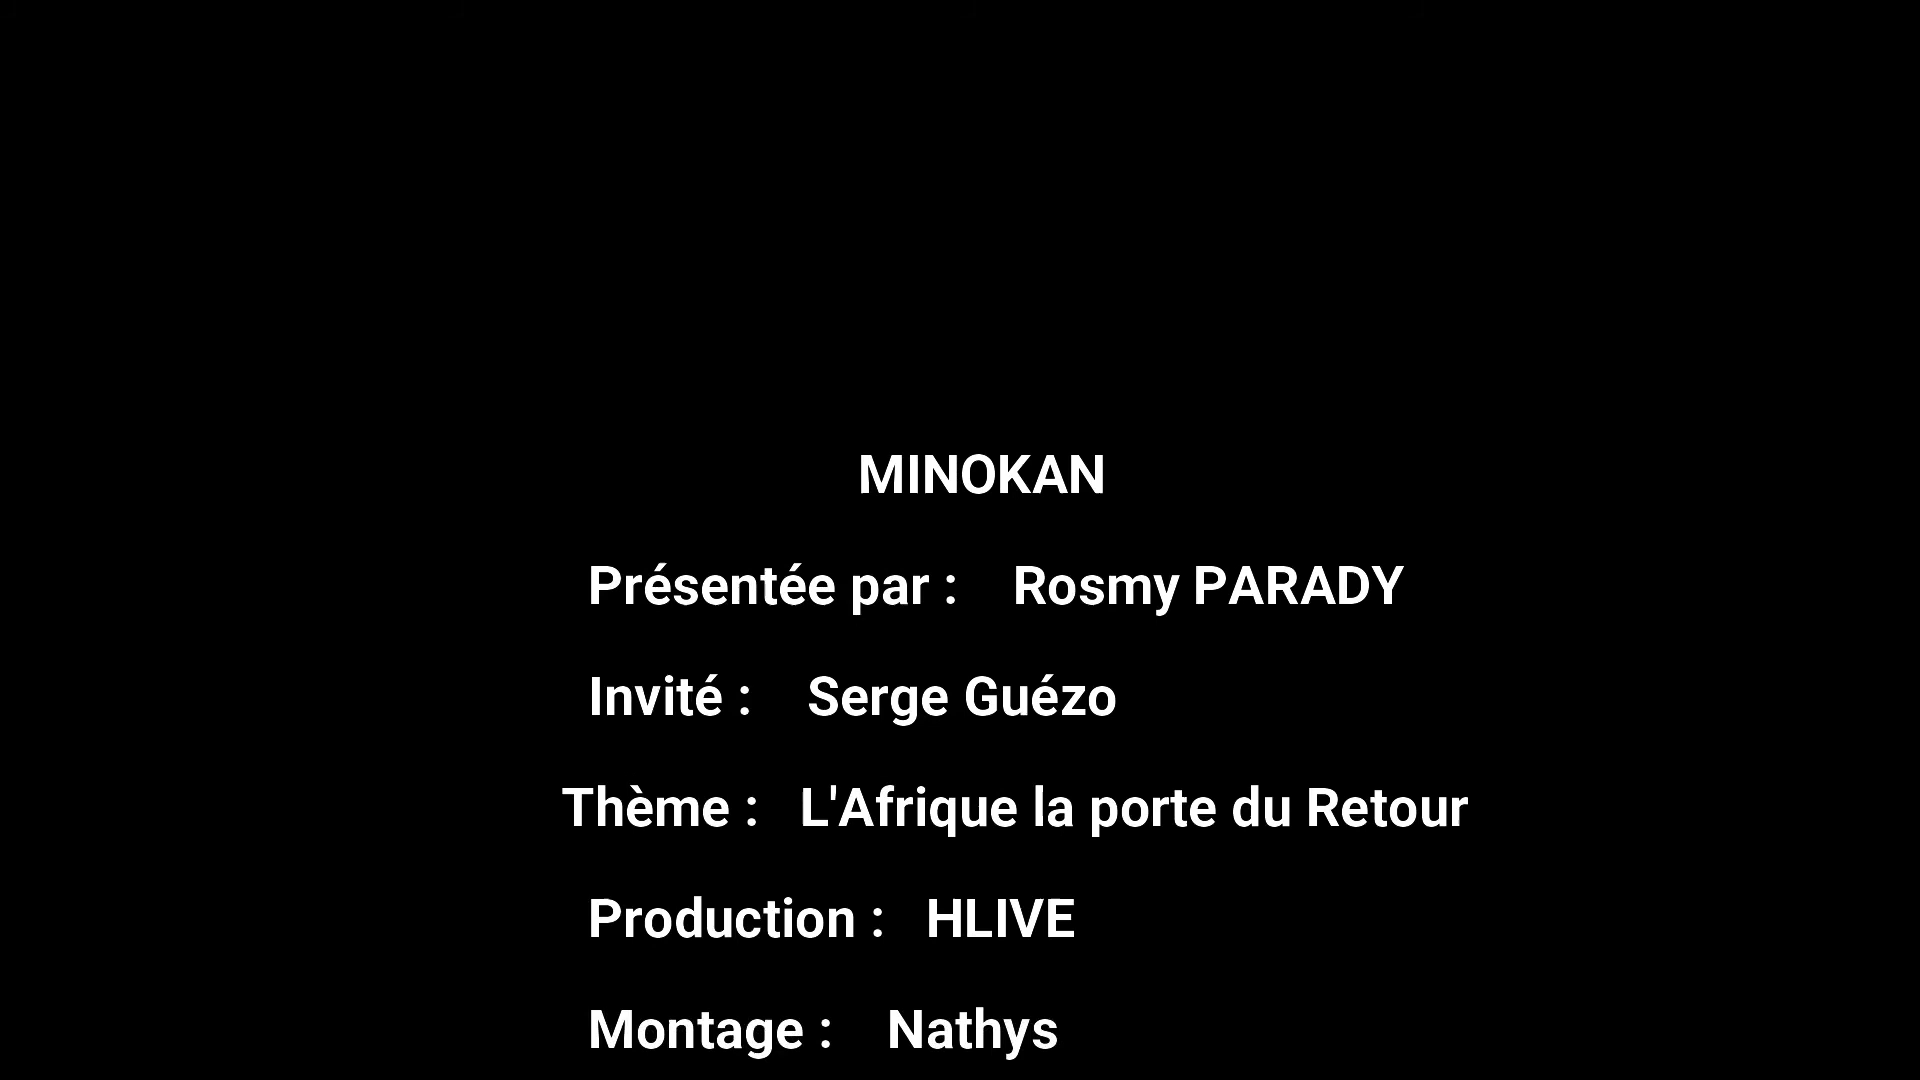 MINOKAN
Présentée par : Rosmy PARADY
Invité : Serge Guézo
Thème : L'Afrique la porte du Retour
Production : HLIVE
Montage : Nathys